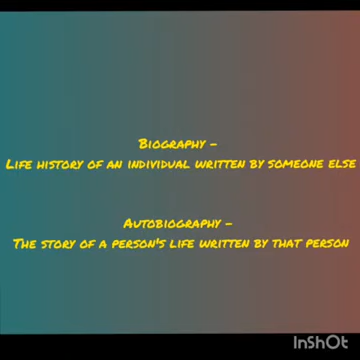 Biography -
Life history of an individual written by someone else
Autobiography -
The story of a person's life written by that person
InShOt